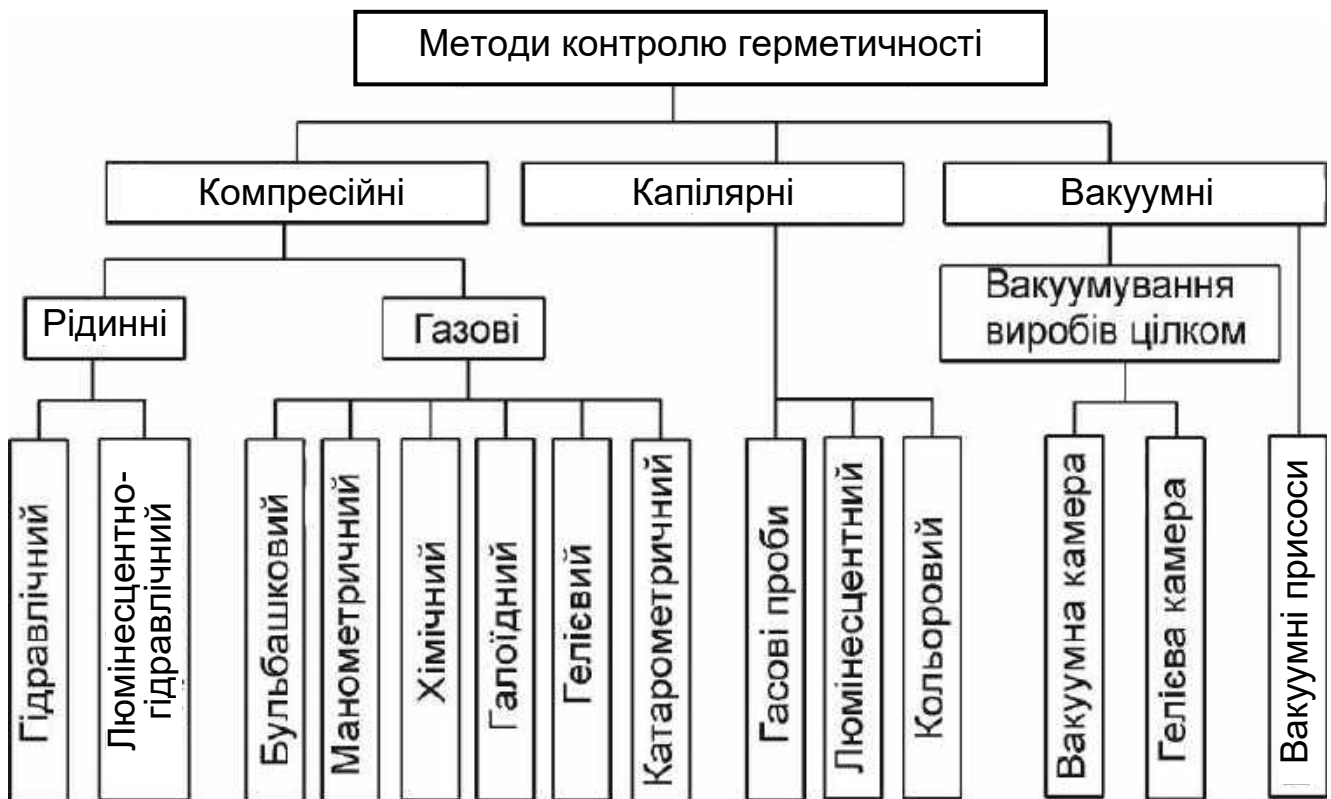 Методи контролю герметичності
Компресійні
Капілярні
Вакуумні
Рідинні
Газові
Вакуумування
виробів цілком
Гідравлічний
Люмінесцентно-
гідравлічний
Бульбашковий
Манометричний
Хімічний
Галоїдний
Гелієвий
Катарометричний
Гасові проби
Люмінесцентний
Кольоровий
Вакуумна камера
Гелієва камера
Вакуумні присоси